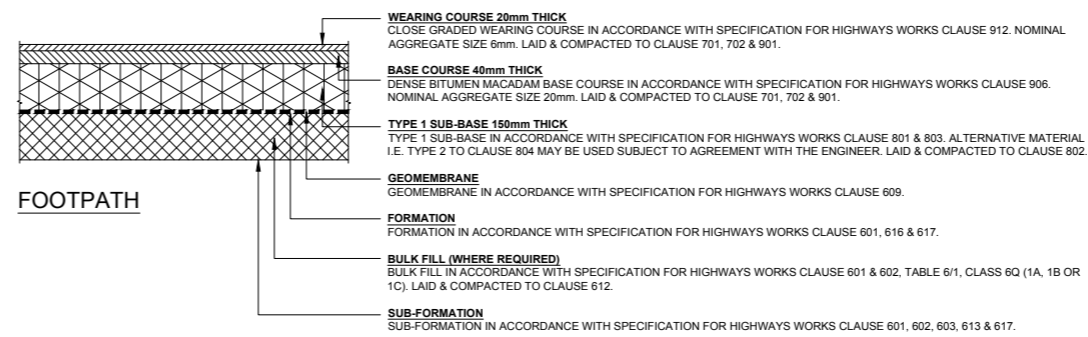 WEARING COURSE 20mm THICK
CLOSE GRADED WEARING COURSE IN ACCORDANCE WITH SPECIFICATION FOR HIGHWAYS WORKS CLAUSE 912. NOMINAL
AGGREGATE SIZE 6mm. LAID & COMPACTED TO CLAUSE 701, 702 & 901.
BASE COURSE 40mm THICK
DENSE BITUMEN MACADAM BASE COURSE IN ACCORDANCE WITH SPECIFICATION FOR HIGHWAYS WORKS CLAUSE 906.
NOMINAL AGGREGATE SIZE 20mm. LAID & COMPACTED TO CLAUSE 701, 702 & 901.
TYPE 1 SUB-BASE 150mm THICK
TYPE 1 SUB-BASE IN ACCORDANCE WITH SPECIFICATION FOR HIGHWAYS WORKS CLAUSE 801 & 803. ALTERNATIVE MATERIAL
I.E. TYPE 2 TO CLAUSE 804 MAY BE USED SUBJECT TO AGREEMENT WITH THE ENGINEER. LAID & COMPACTED TO CLAUSE 802.
GEOMEMBRANE
GEOMEMBRANE IN ACCORDANCE WITH SPECIFICATION FOR HIGHWAYS WORKS CLAUSE 609.
FOOTPATH
FORMATION
FORMATION IN ACCORDANCE WITH SPECIFICATION FOR HIGHWAYS WORKS CLAUSE 601, 616 & 617.
BULK FILL (WHERE REQUIRED)
BULK FILL IN ACCORDANCE WITH SPECIFICATION FOR HIGHWAYS WORKS CLAUSE 601 & 602, TABLE 6/1, CLASS 6Q (1A, 1B OR
1C). LAID & COMPACTED TO CLAUSE 612.
SUB-FORMATION
SUB-FORMATION IN ACCORDANCE WITH SPECIFICATION FOR HIGHWAYS WORKS CLAUSE 601, 602, 603, 613 & 617.